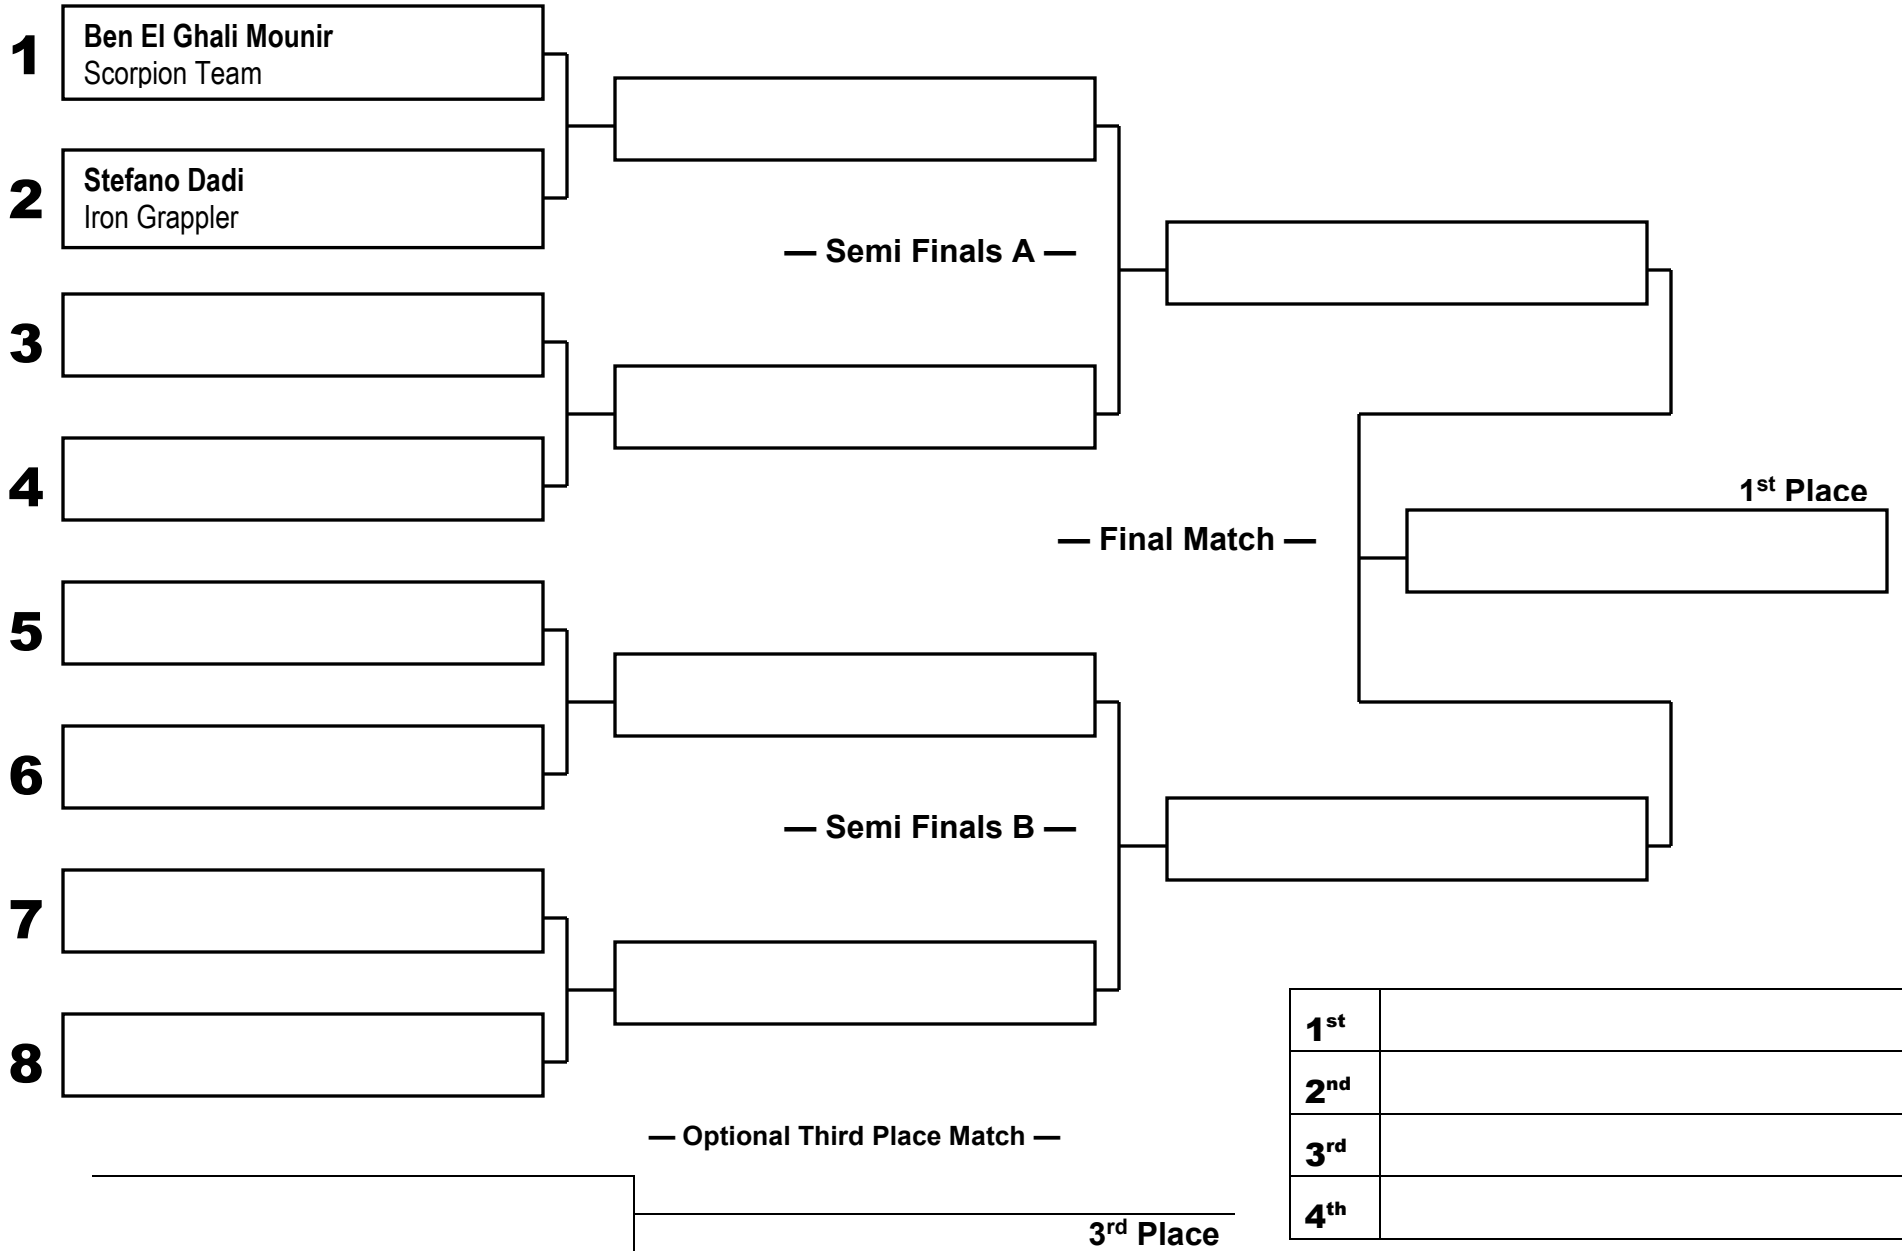 1
Ben El Ghali Mounir
Scorpion Team
2
Stefano Dadi
Iron Grappler
— Semi Finals A —
3
4
1st Place
— Final Match —
5
6
— Semi Finals B —
7
8
1st
2nd
3rd
4th
— Optional Third Place Match —
3rd Place